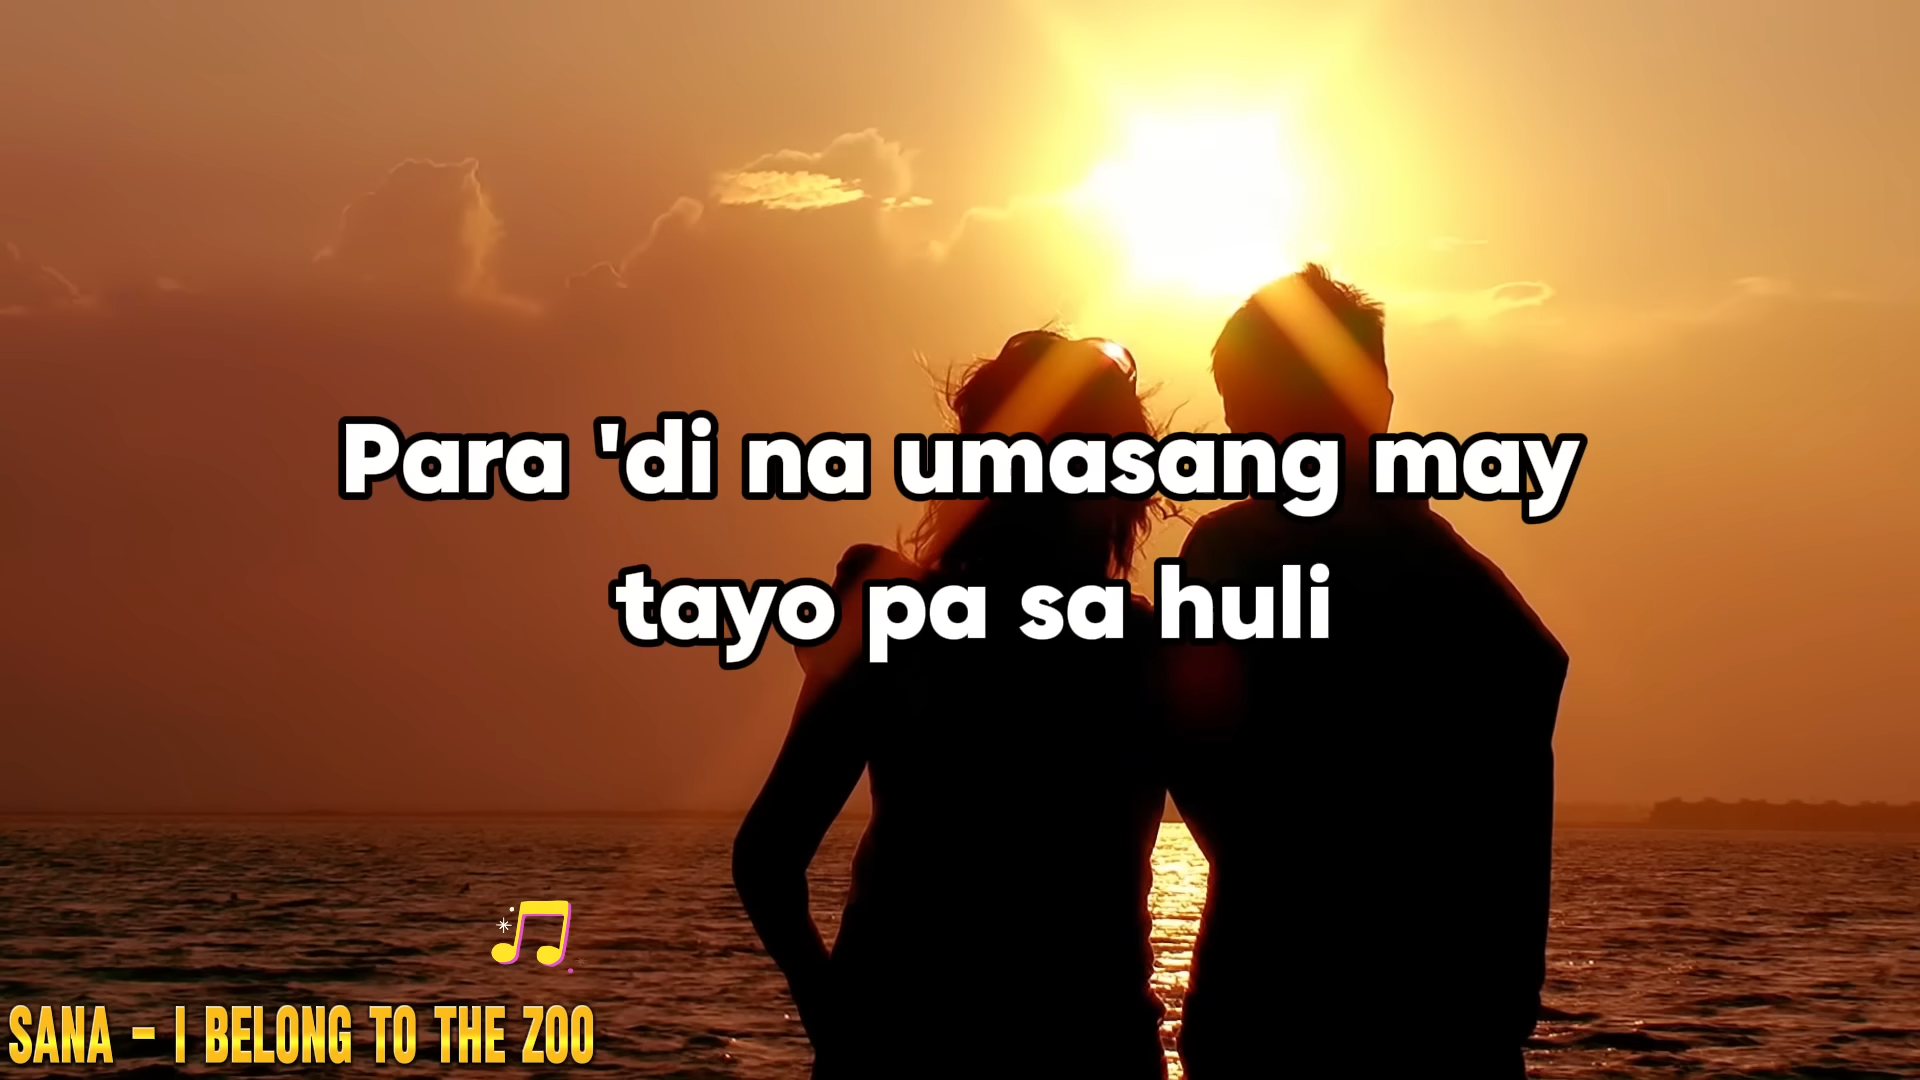 Para 'di na umasang may
tayo pa sa huli
SANA - I BELONG TO THE ZOO